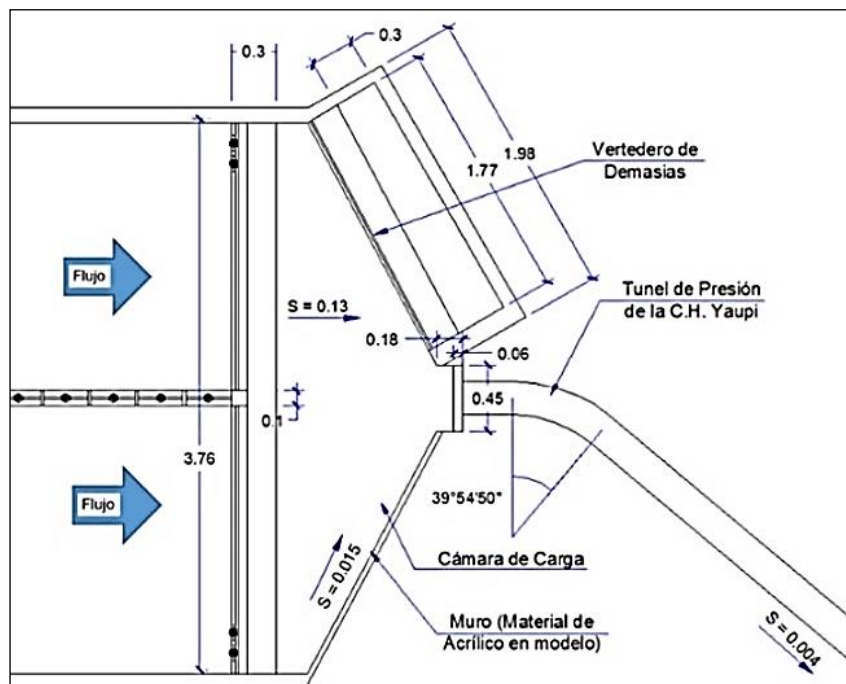 0.3
0.3
1.98
1.77
Vertedero de
Demasias
Flujo
S = 0.13
Tunel de Presión
de la C.H. Yaupi
0.18
0.06
0.45
0.1
3.76
39°54'50"
Flujo
S = 0.015
Cámara de Carga
Muro (Material de
Acrílico en modelo)
S = 0.004